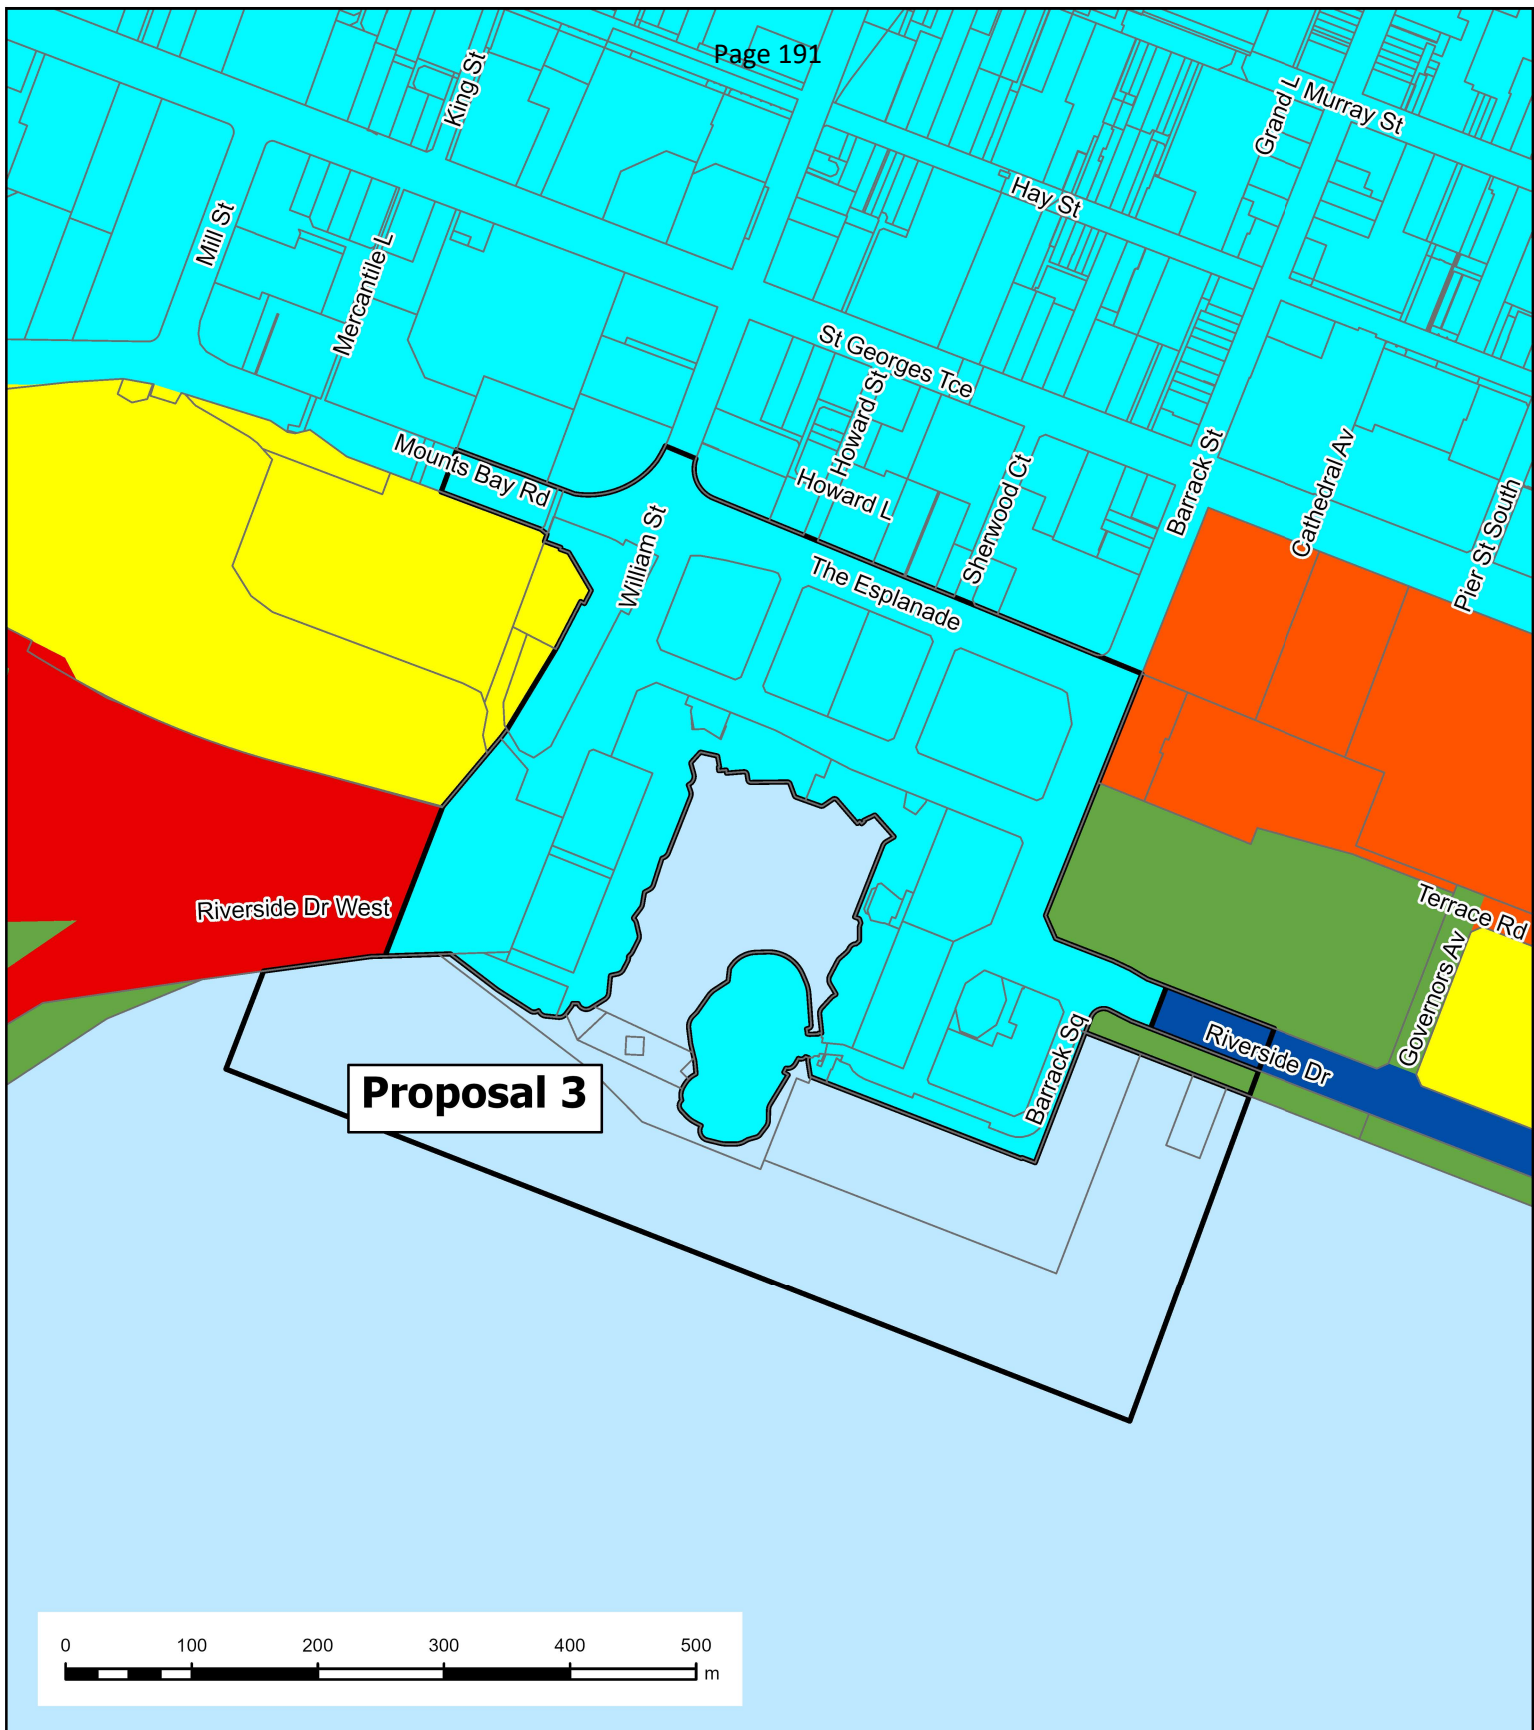 Page 191
King St
Grand L
Murray St
Hay St
Mill St
Mercantile L
St Georges Tce
Howard St
Howard L
Mounts Bay Rd
Sherwood Ct
Barrack St
Cathedral Av
Pier St South
William St
The Esplanade
Riverside Dr West
Terrace Rd
Governors Av
Riverside Dr
Barrack Sq
Proposal 3
0 100 200 300 400 500
m